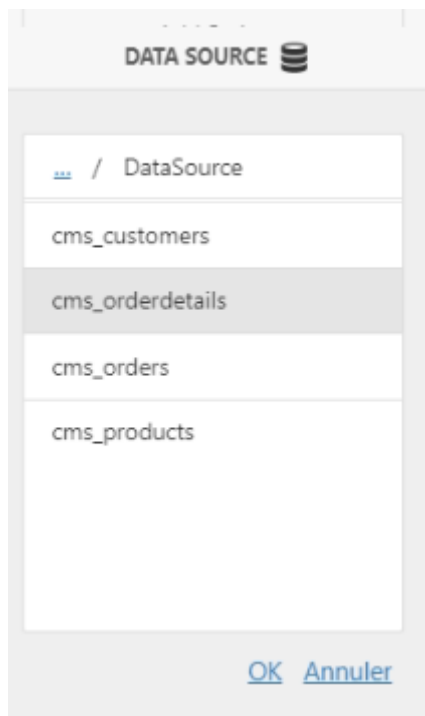 DATA SOURCE
... / DataSource
cms_customers
cms_orderdetails
cms_orders
cms_products
OK Annuler